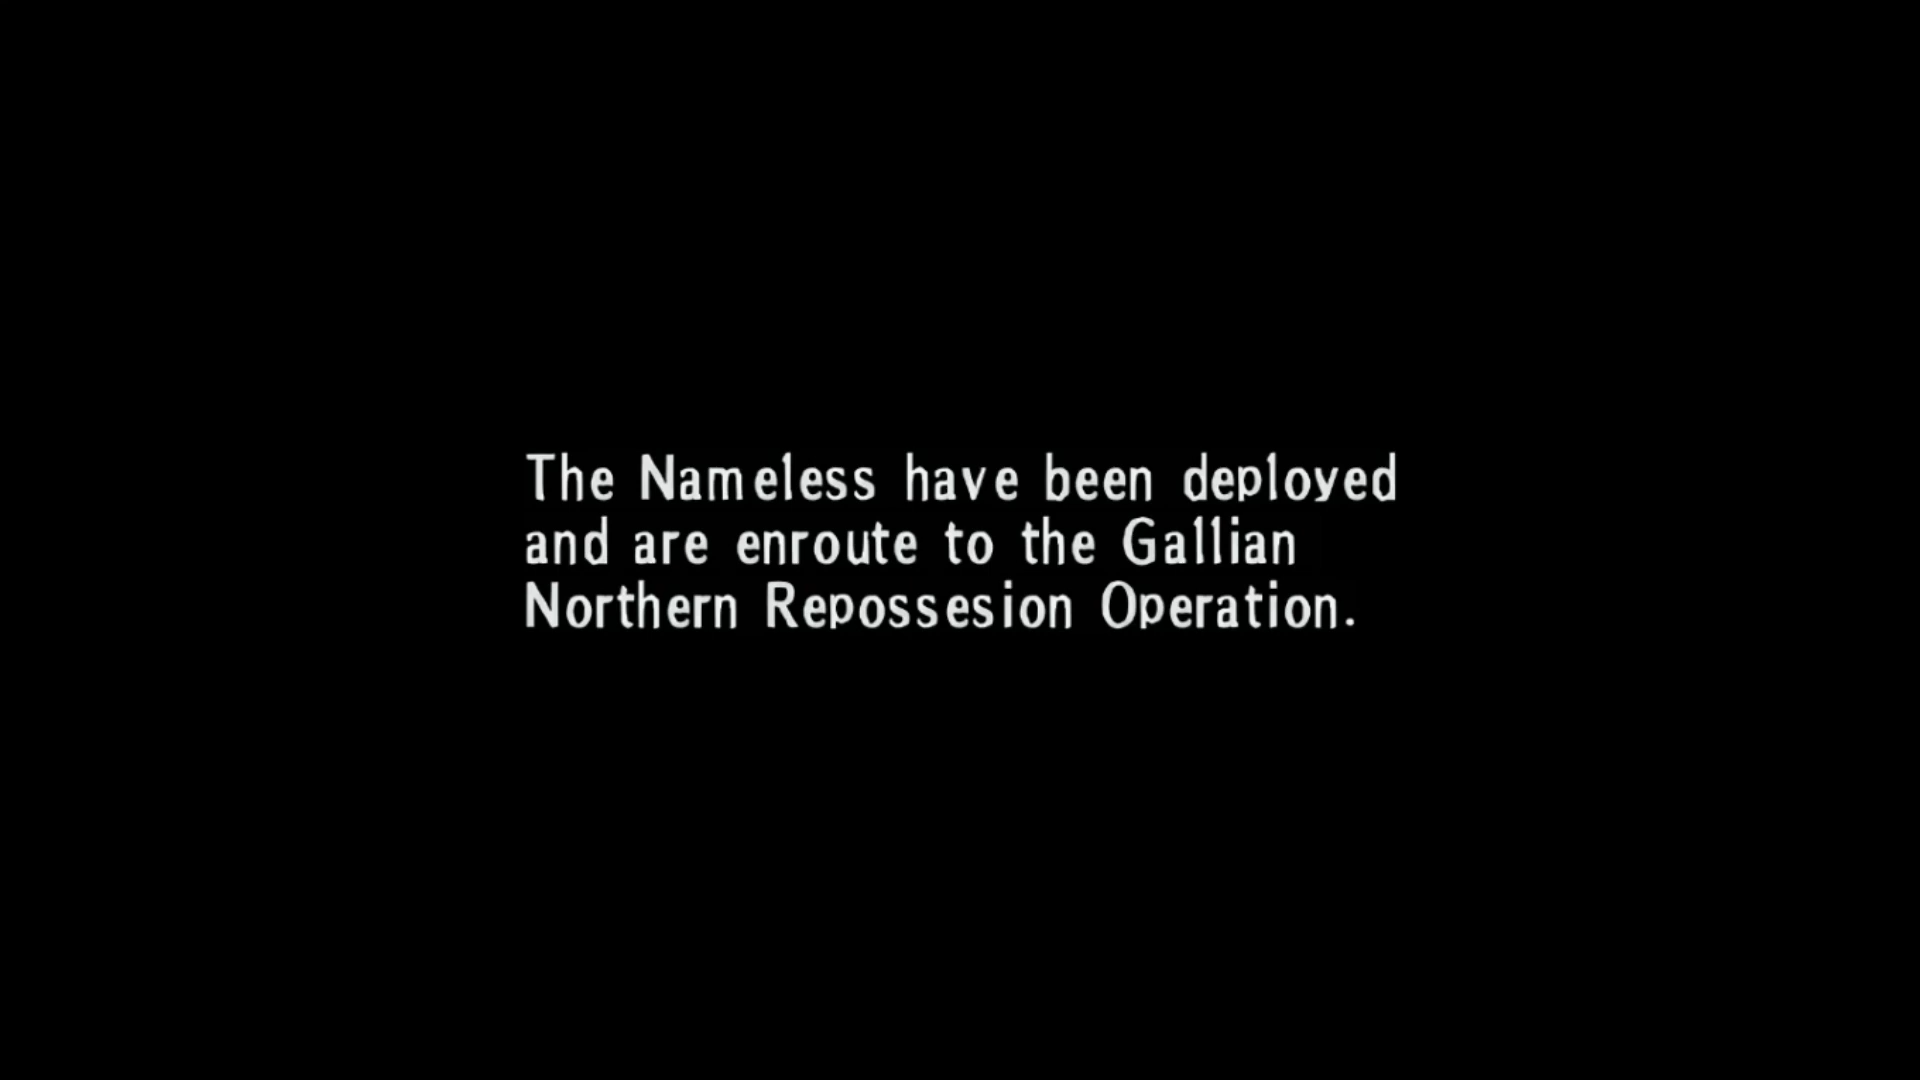 The Nameless have been deployed
and are enroute to the Gallian
Northern Repossesion Operation.